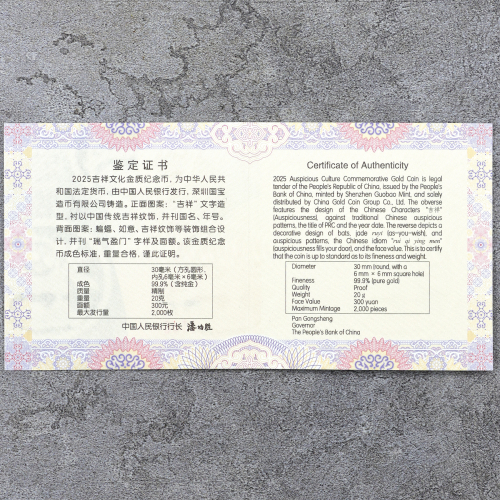 鉴定证书
2025吉祥文化金质纪念币，为中华人民共
和国法定货币，由中国人民银行发行，深圳国宝
造币有限公司铸造。正面图案：“吉祥”文字造
型，衬以中国传统吉祥纹饰，并刊国名、年号。
背面图案：蝙蝠、如意、吉祥纹饰等装饰组合设
计，并刊“瑞气盈门”字样及面额。该金质纪念
币成色标准，重量合格，谨此证明。
直径 30毫米（方孔圆形，
内孔6毫米×6毫米）
成色 99.9%（含纯金）
质量 精制
重量 20克
面额 300元
最大发行量 2,000枚
中国人民银行行长 潘功胜
Certificate of Authenticity
2025 Auspicious Culture Commemorative Gold Coin is legal
tender of the People's Republic of China, issued by the People's
Bank of China, minted by Shenzhen Guobao Mint, and solely
distributed by China Gold Coin Group Co., Ltd. The obverse
features the design of the Chinese Characters “吉祥”
(Auspiciousness), against traditional Chinese auspicious
patterns, the title of PRC and the year date. The reverse depicts a
decorative design of bats, jade ruyi (as-you-wish), and
auspicious patterns, the Chinese idiom “rui qi ying men”
(auspiciousness fills your door), and the face value. This is to certify
that the coin is up to standard as to its fineness and weight.
Diameter 30 mm (round, with a
6 mm × 6 mm square hole)
Fineness 99.9% (pure gold)
Quality Proof
Weight 20 g
Face Value 300 yuan
Maximum Mintage 2,000 pieces
Pan Gongsheng
Governor
The People's Bank of China